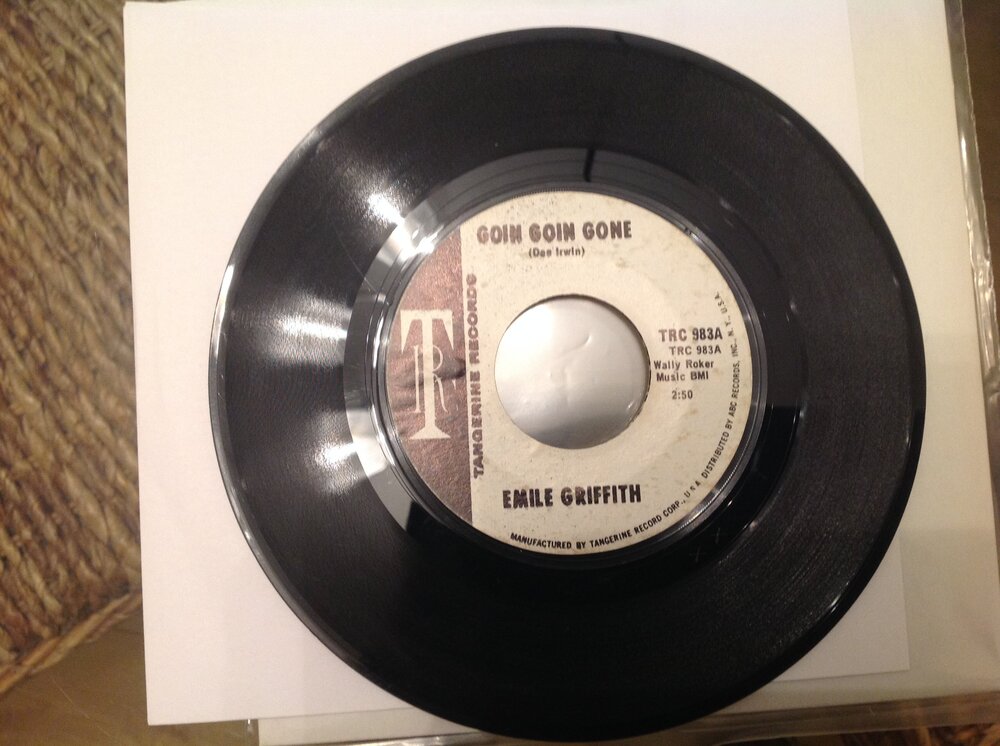 GOIN GOIN GONE
(Dee Irwin)
TR
TANGERINE RECORDS
TRC 983A
TRC 983A
Wally Roker
Music BMI
2:50
EMILE GRIFFITH
MANUFACTURED BY TANGERINE RECORD CORP., U.S.A. DISTRIBUTED BY ABC RECORDS, INC., N.Y., U.S.A.